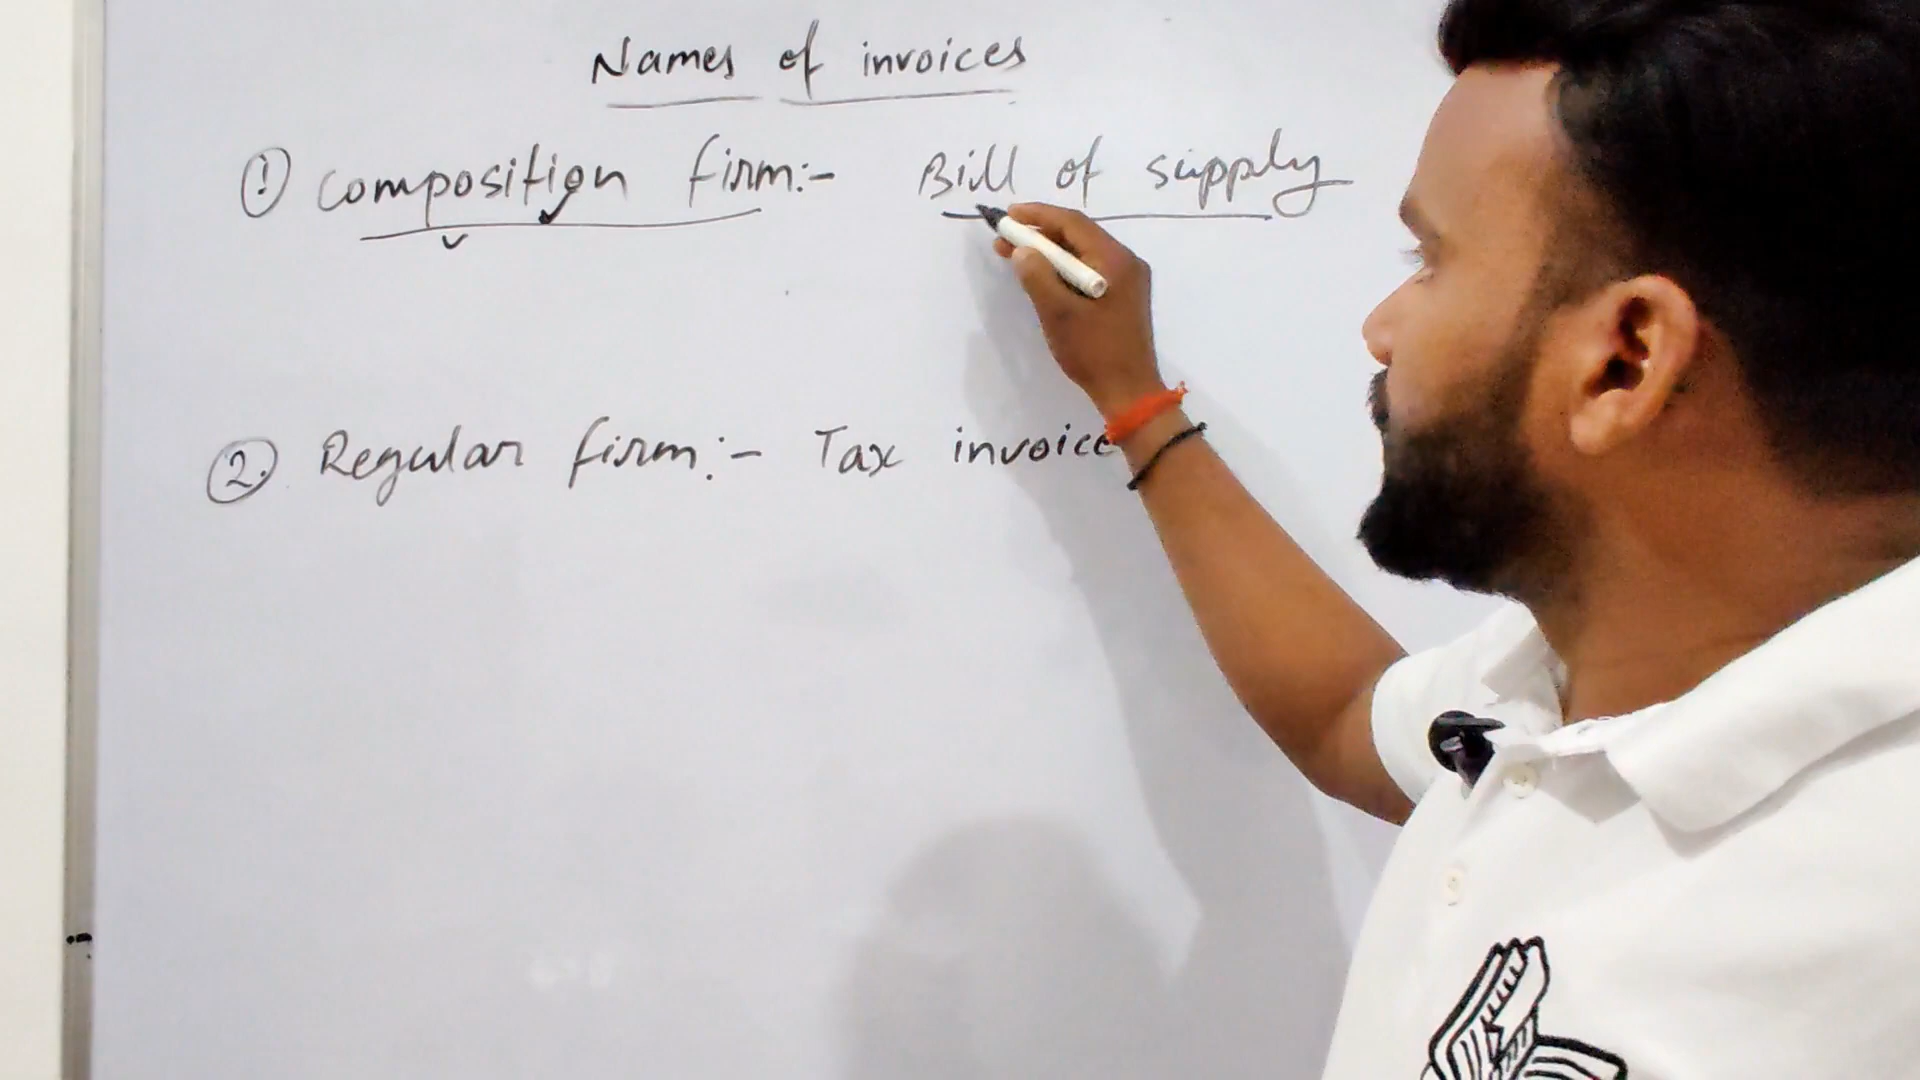 Names of invoices
① Composition firm:- Bill of supply
②. Regular firm:- Tax invoice